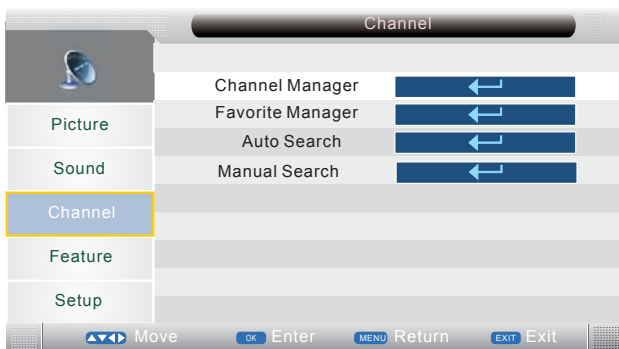 Channel
Channel Manager
Favorite Manager
Auto Search
Manual Search
Picture
Sound
Channel
Feature
Setup
Move OK Enter MENU Return EXIT Exit